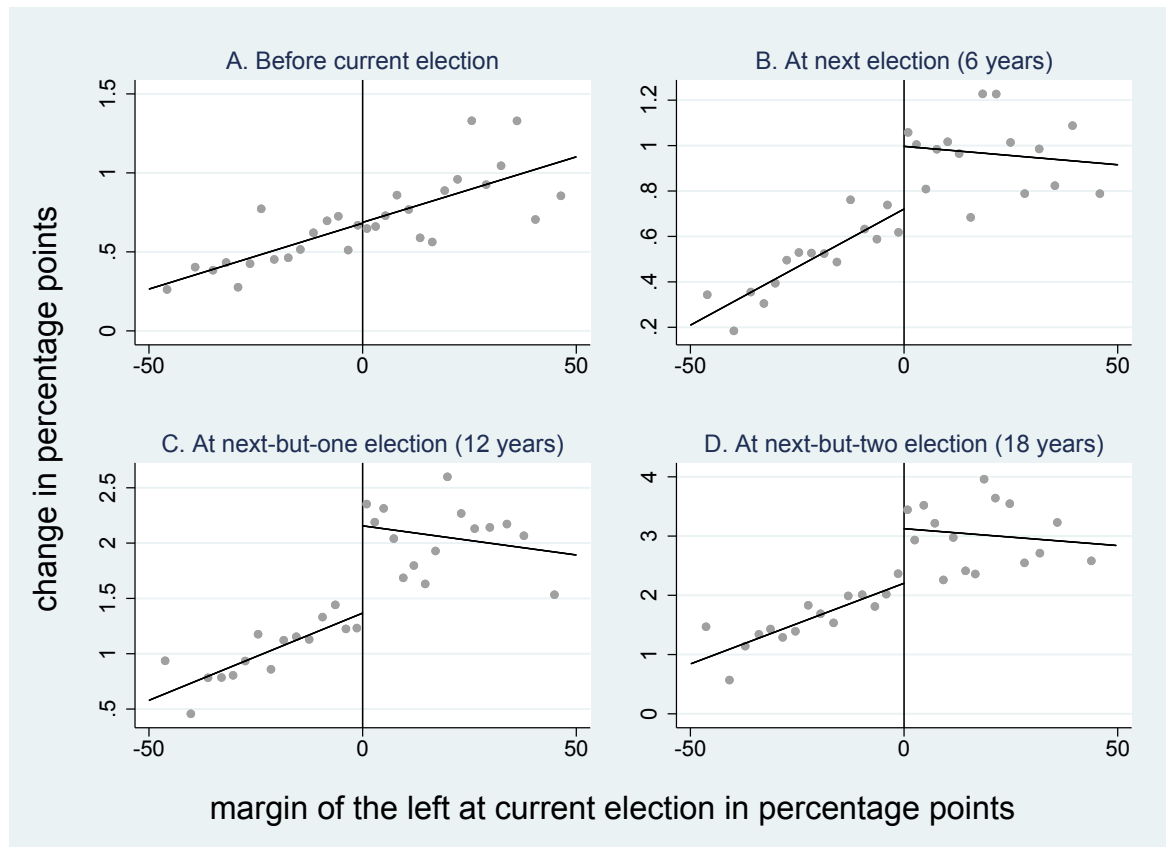 A. Before current election
1.5
1
.5
0
-50 0 50
B. At next election (6 years)
1.2
1
.8
.6
.4
.2
-50 0 50
C. At next-but-one election (12 years)
2.5
2
1.5
1
.5
-50 0 50
D. At next-but-two election (18 years)
4
3
2
1
0
-50 0 50
change in percentage points
margin of the left at current election in percentage points